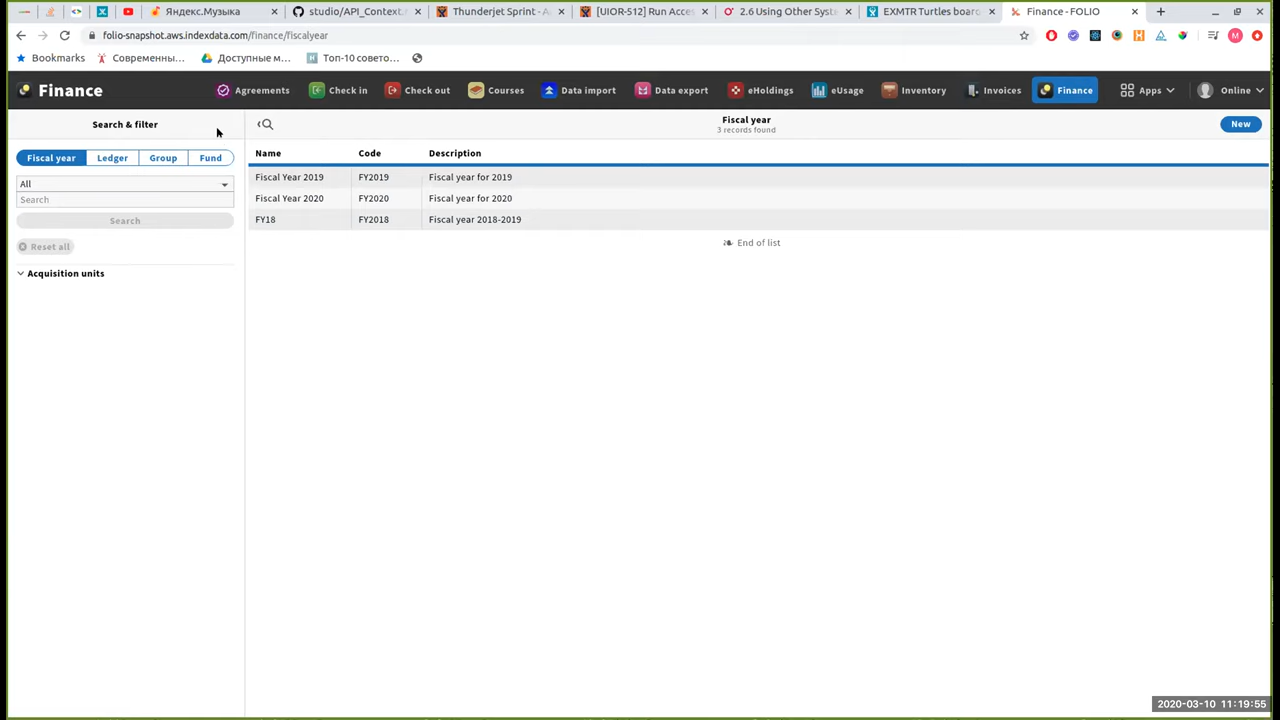 Яндекс.Музыка
studio/API_Context.
Thunderjet Sprint - A
[UIOR-512] Run Acce
2.6 Using Other Syst
EXMTR Turtles board
Finance - FOLIO
folio-snapshot.aws.indexdata.com/finance/fiscalyear
M
Bookmarks
Современны...
Доступные м...
Топ-10 совето...
Finance
Agreements
Check in
Check out
Courses
Data import
Data export
eHoldings
eUsage
Inventory
Invoices
Finance
Apps
Online
Search & filter
Fiscal year
3 records found
New
Fiscal year Ledger Group Fund
All
Search
Search
Reset all
Acquisition units
Name Code Description
Fiscal Year 2019 FY2019 Fiscal year for 2019
Fiscal Year 2020 FY2020 Fiscal year for 2020
FY18 FY2018 Fiscal year 2018-2019
End of list
2020-03-10 11:19:55